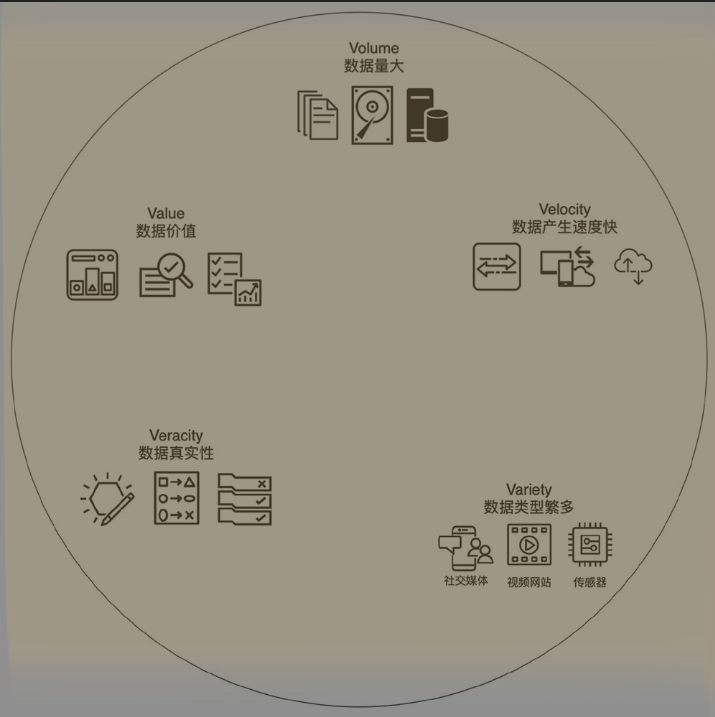 Volume
数据量大
Value
数据价值
Velocity
数据产生速度快
Veracity
数据真实性
Variety
数据类型繁多
社交媒体
视频网站
传感器